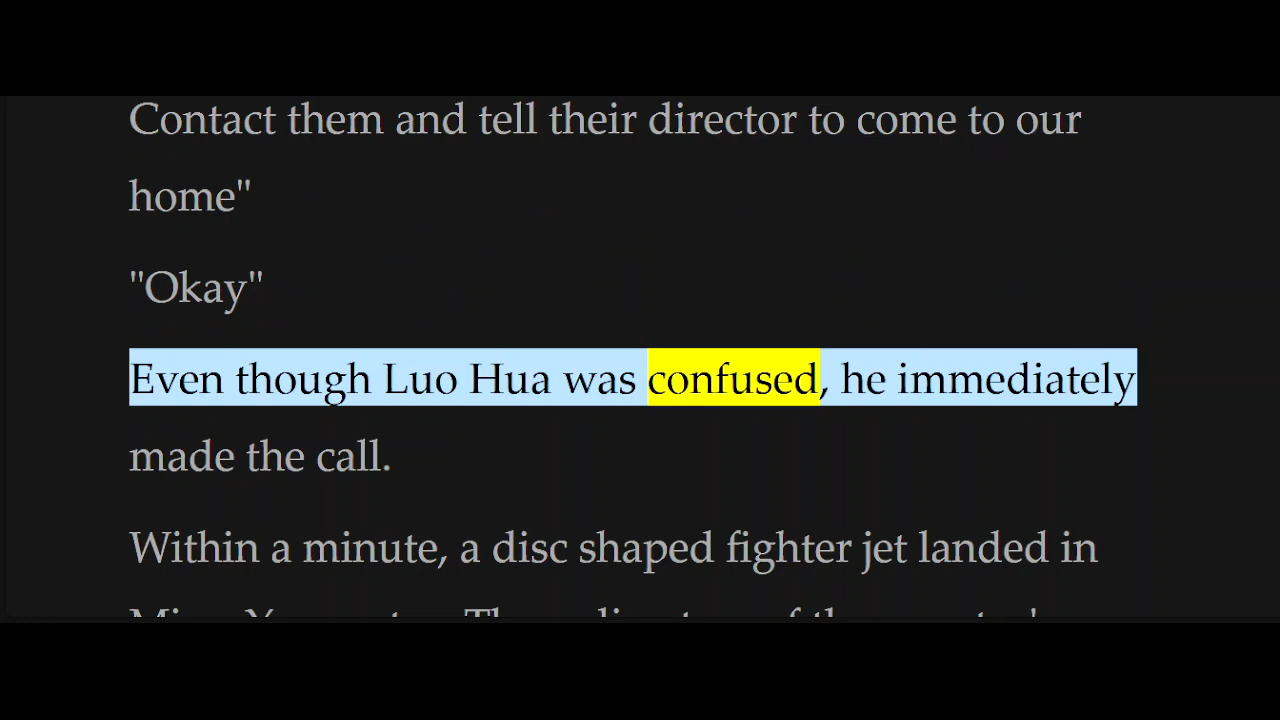 Contact them and tell their director to come to our
home"
"Okay"
Even though Luo Hua was confused, he immediately
made the call.
Within a minute, a disc shaped fighter jet landed in